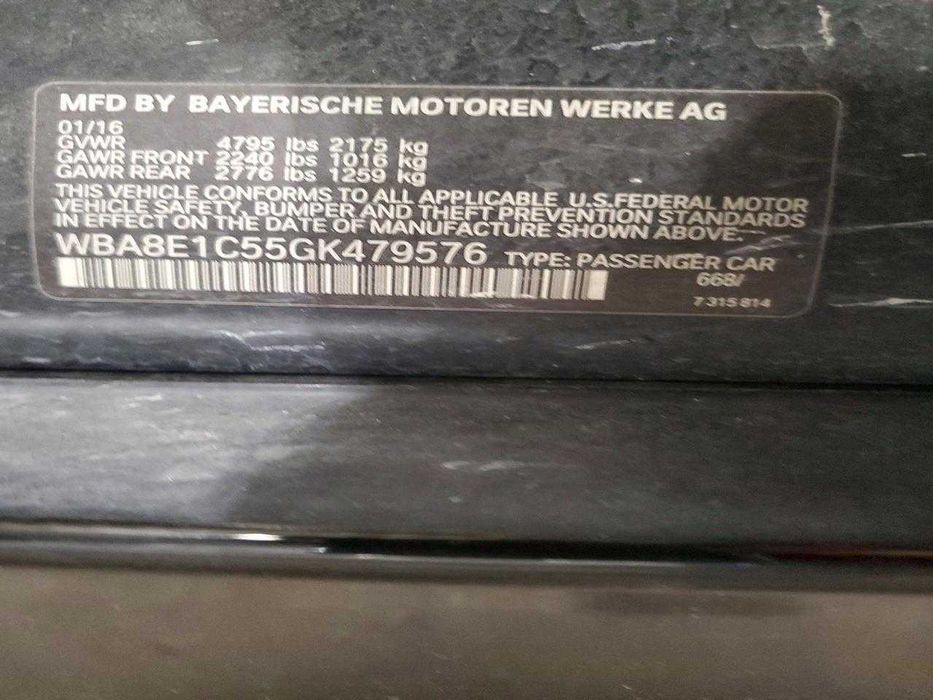 MFD BY BAYERISCHE MOTOREN WERKE AG
01/16
GVWR 4795 lbs 2175 kg
GAWR FRONT 2240 lbs 1016 kg
GAWR REAR 2776 lbs 1259 kg
THIS VEHICLE CONFORMS TO ALL APPLICABLE U.S.FEDERAL MOTOR
VEHICLE SAFETY, BUMPER AND THEFT PREVENTION STANDARDS
IN EFFECT ON THE DATE OF MANUFACTURE SHOWN ABOVE:
WBA8E1C55GK479576 TYPE: PASSENGER CAR
668/
7 315 814